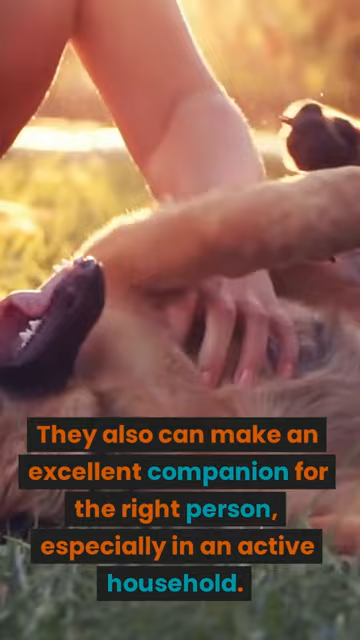 They also can make an
excellent companion for
the right person,
especially in an active
household.